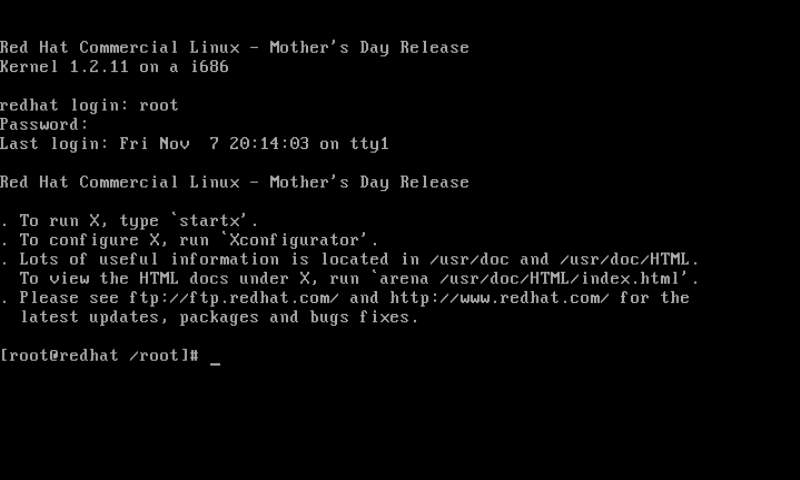 Red Hat Commercial Linux - Mother's Day Release
Kernel 1.2.11 on a i686
redhat login: root
Password:
Last login: Fri Nov  7 20:14:03 on tty1
Red Hat Commercial Linux - Mother's Day Release
. To run X, type `startx'.
. To configure X, run `Xconfigurator'.
. Lots of useful information is located in /usr/doc and /usr/doc/HTML.
  To view the HTML docs under X, run `arena /usr/doc/HTML/index.html'.
. Please see ftp://ftp.redhat.com/ and http://www.redhat.com/ for the
  latest updates, packages and bugs fixes.
[root@redhat /root]# _